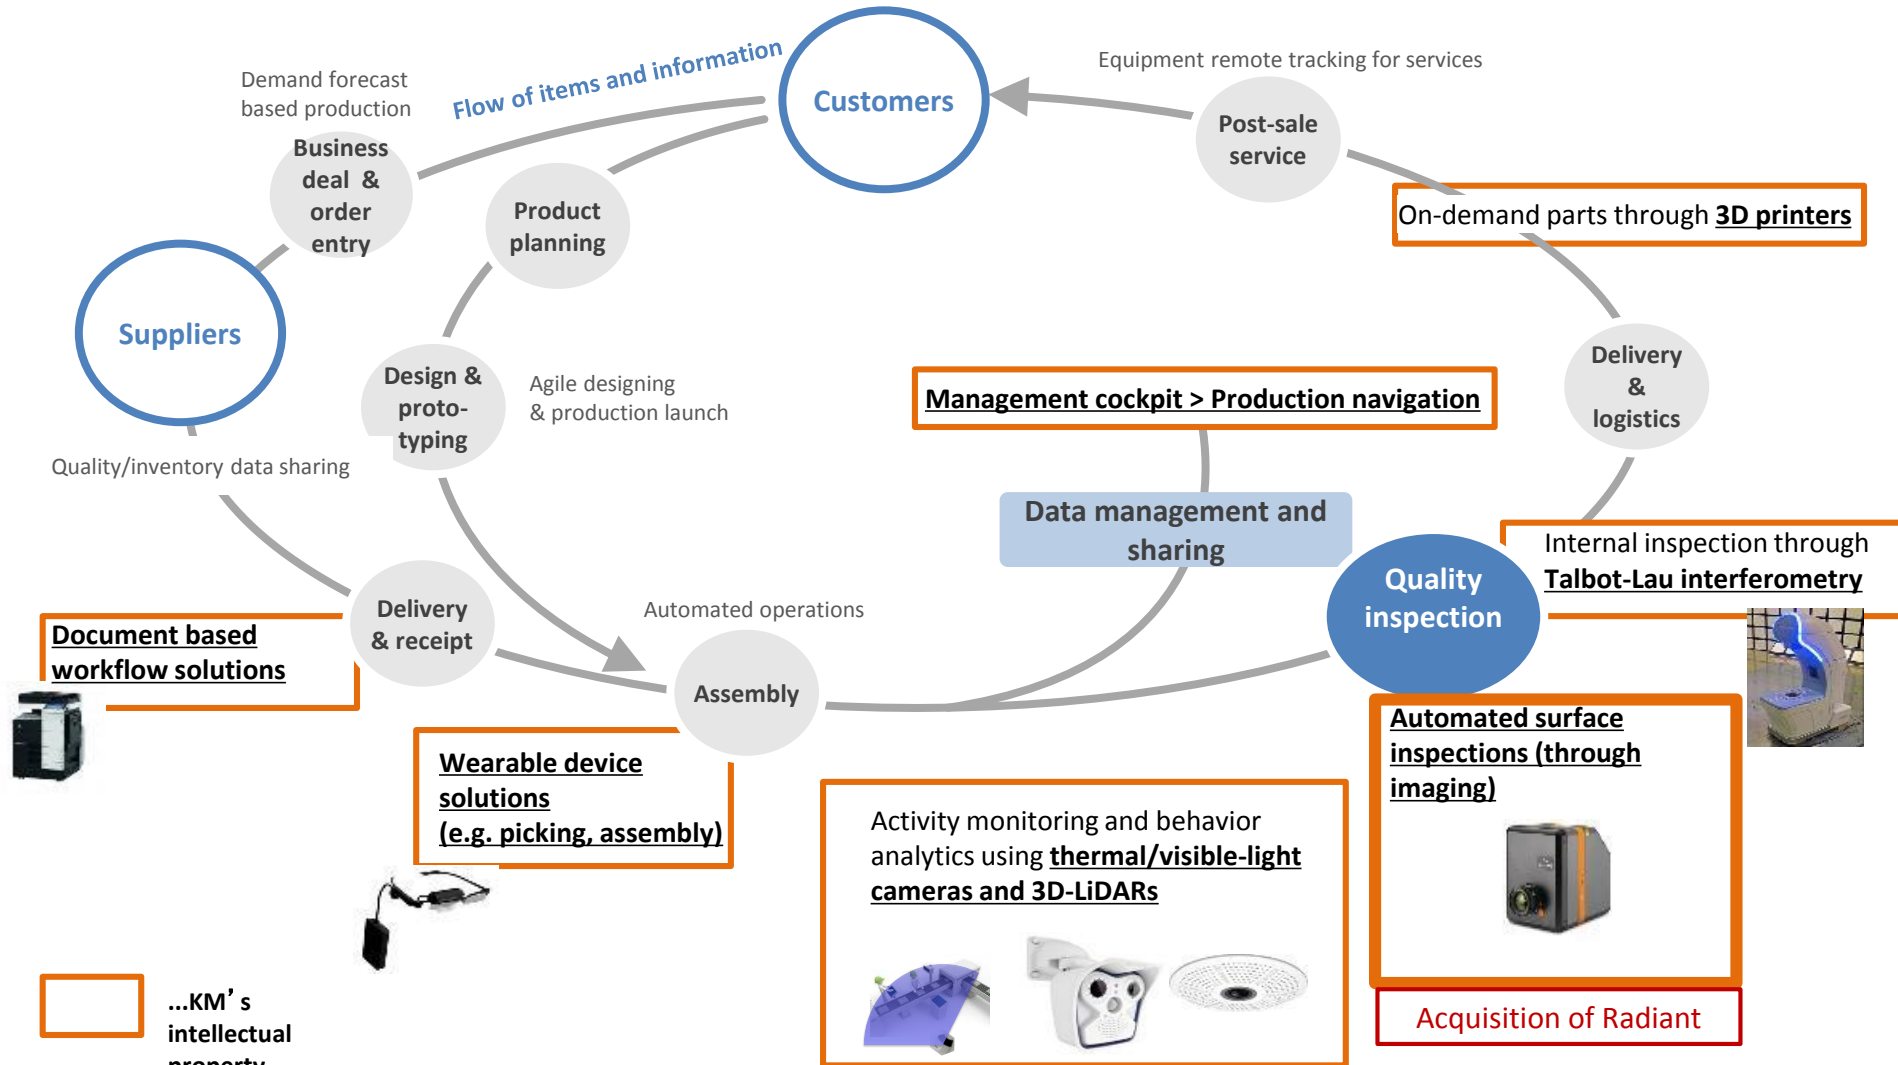 Demand forecast
based production
Flow of items and information
Customers
Equipment remote tracking for services
Business
deal & 
order
entry
Product
planning
Post-sale
service
On-demand parts through 3D printers
Suppliers
Design &
proto-
typing
Agile designing
& production launch
Management cockpit > Production navigation
Delivery
&
logistics
Quality/inventory data sharing
Data management and
sharing
Quality
inspection
Internal inspection through
Talbot-Lau interferometry
Delivery
& receipt
Automated operations
Document based
workflow solutions
Assembly
Wearable device
solutions
(e.g. picking, assembly)
Activity monitoring and behavior
analytics using thermal/visible-light
cameras and 3D-LiDARs
Automated surface
inspections (through
imaging)
Acquisition of Radiant
...KM's
intellectual
property